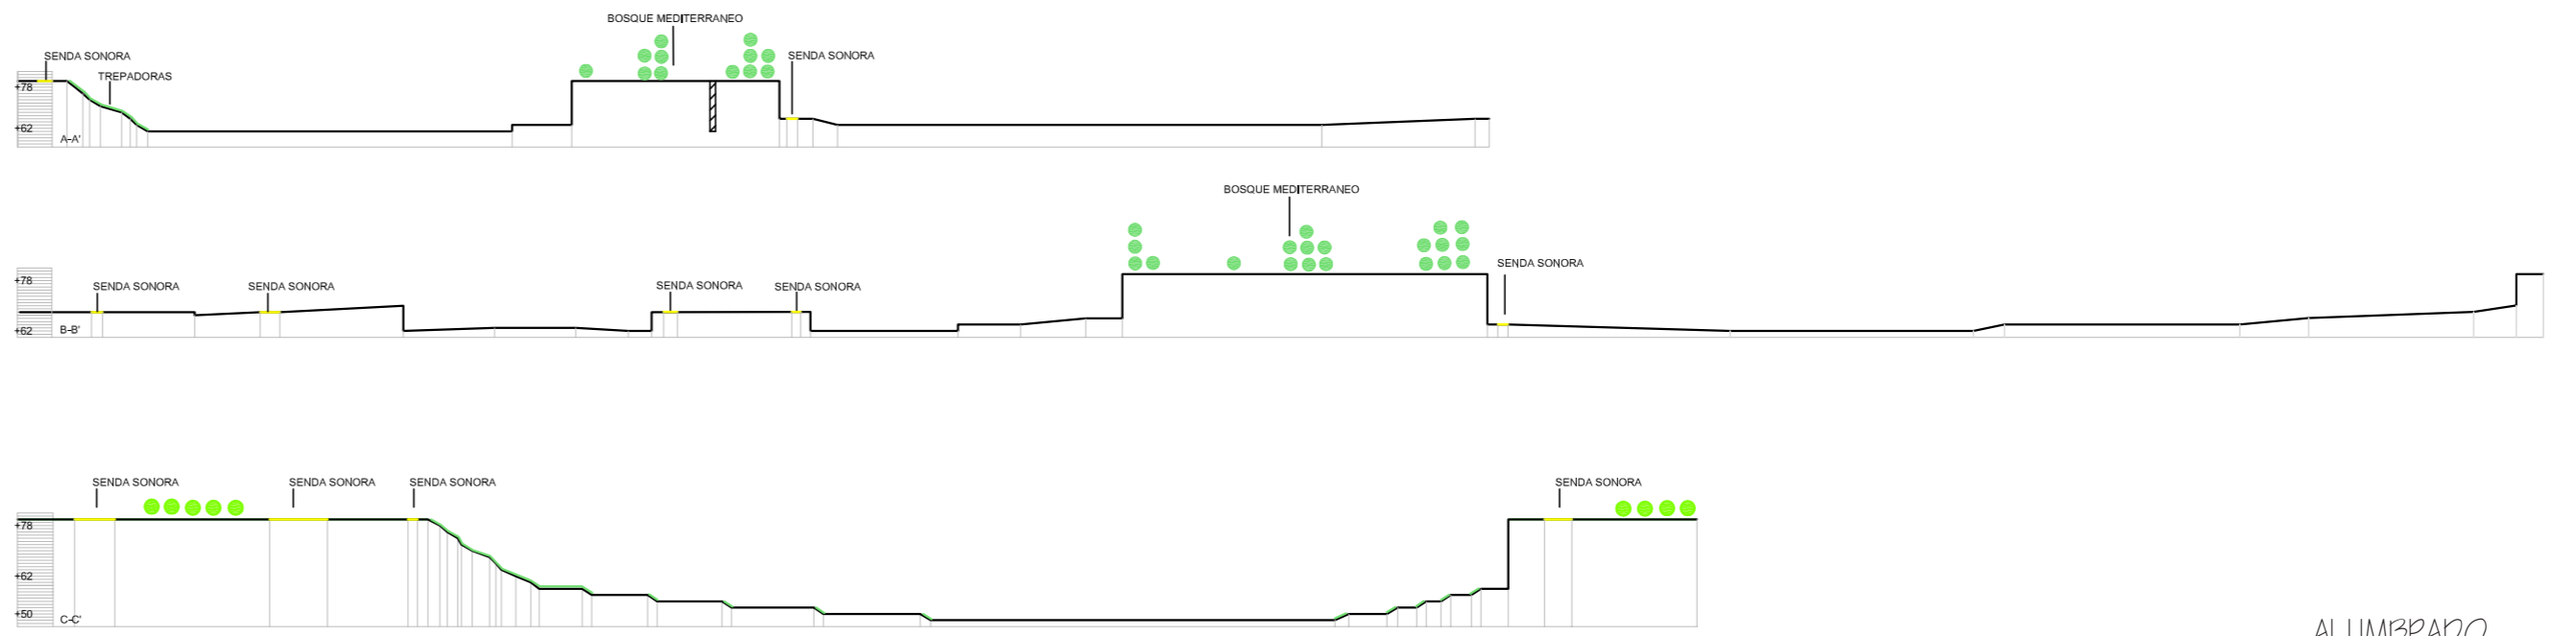 BOSQUE MEDITERRANEO
SENDA SONORA
SENDA SONORA
TREPADORAS
+78
+62
A-A'
BOSQUE MEDITERRANEO
SENDA SONORA
+78
SENDA SONORA
SENDA SONORA
SENDA SONORA
SENDA SONORA
+62
B-B'
SENDA SONORA
SENDA SONORA
SENDA SONORA
SENDA SONORA
+78
+62
+50
C-C'
ALUMBRADO